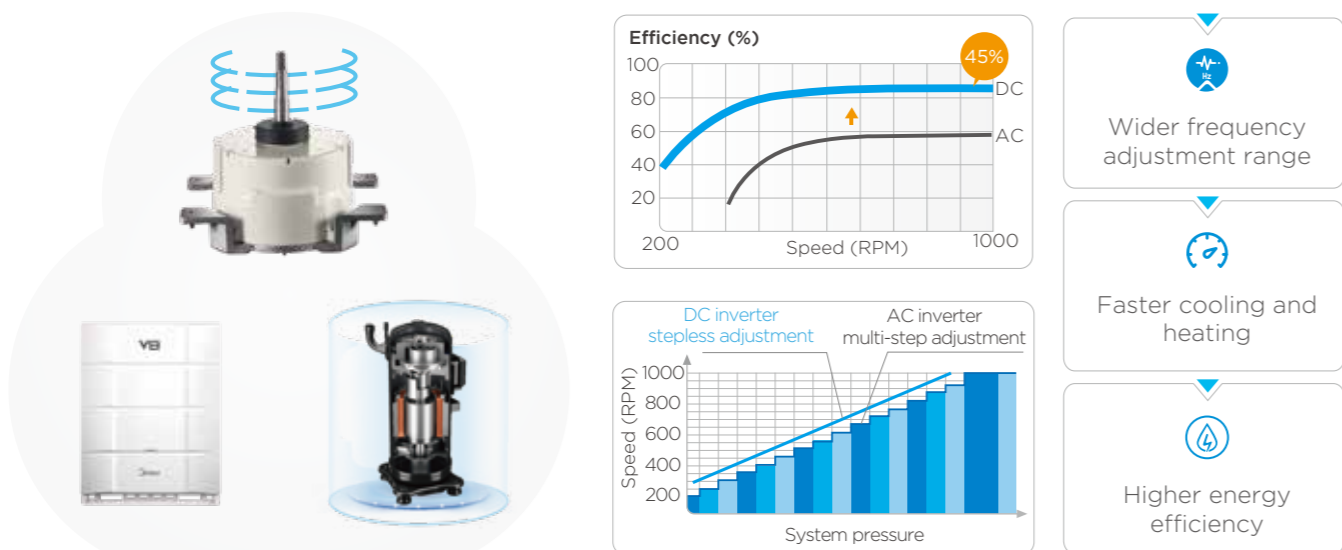 V8
Midea
Efficiency (%)
45%
100
80
60
40
20
DC
AC
200
Speed (RPM)
1000
DC inverter
stepless adjustment
AC inverter
multi-step adjustment
Speed (RPM)
1000
800
600
400
200
System pressure
Hz
Wider frequency
adjustment range
Faster cooling and
heating
Higher energy
efficiency